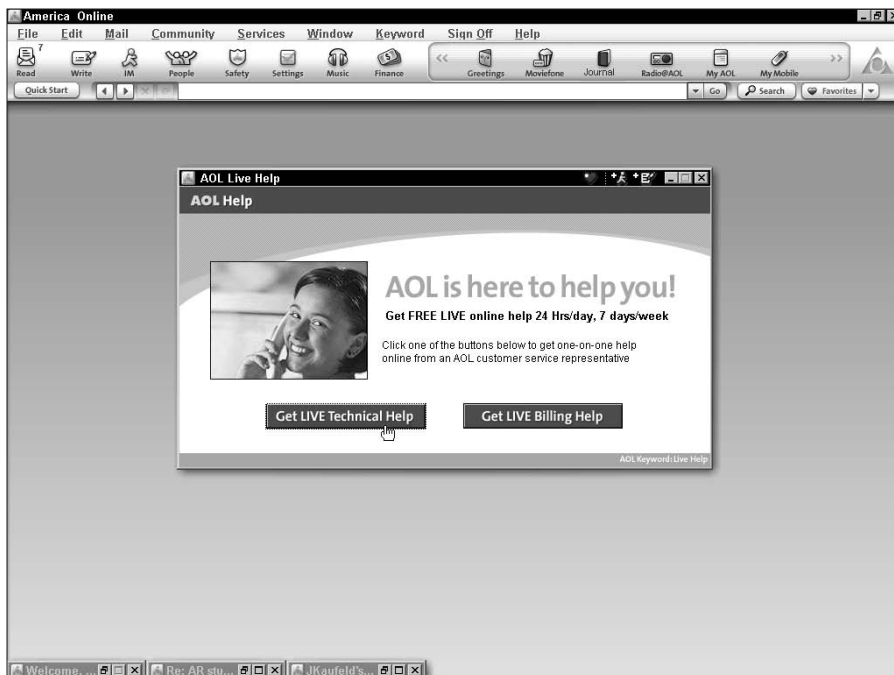 America Online
File Edit Mail Community Services Window Keyword Sign Off Help
7
Read Write IM People Safety Settings Music Finance << Greetings Moviefone Journal Radio@AOL My AOL My Mobile >>
Quick Start Go Search Favorites
AOL Live Help
AOL Help
AOL is here to help you!
Get FREE LIVE online help 24 Hrs/day, 7 days/week
Click one of the buttons below to get one-on-one help
online from an AOL customer service representative
Get LIVE Technical Help Get LIVE Billing Help
AOL Keyword: Live Help
Welcome, ... Re: AR stu... JKaufeld's...